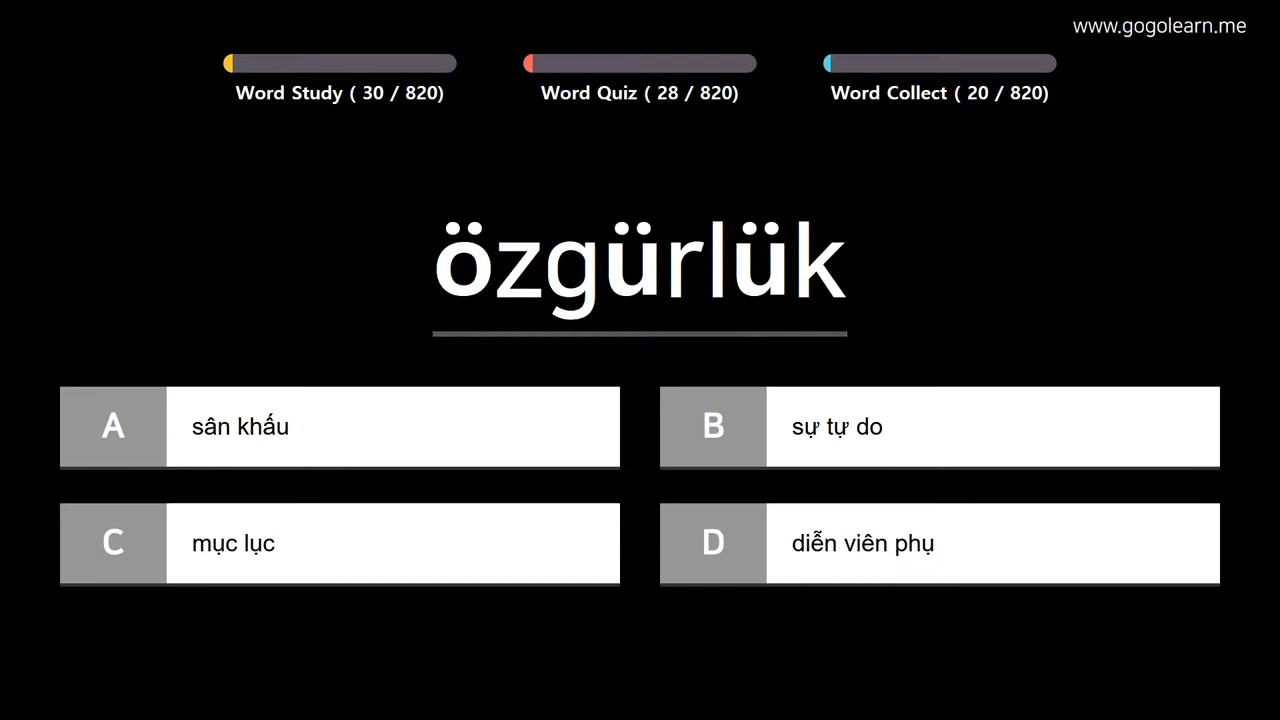 www.gogolearn.me
Word Study ( 30 / 820)
Word Quiz ( 28 / 820)
Word Collect ( 20 / 820)
özgürlük
A sân khấu
B sự tự do
C mục lục
D diễn viên phụ